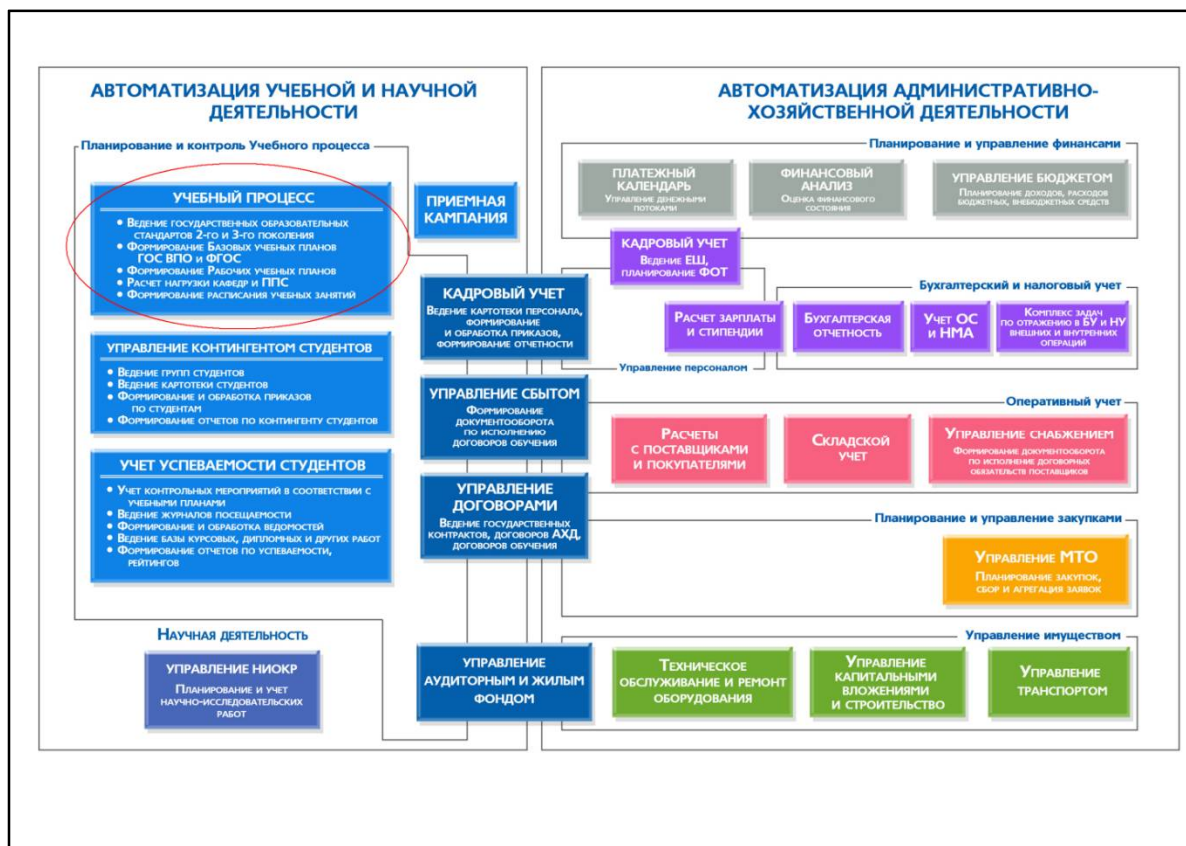 АВТОМАТИЗАЦИЯ УЧЕБНОЙ И НАУЧНОЙ
ДЕЯТЕЛЬНОСТИ
Планирование и контроль Учебного процесса
УЧЕБНЫЙ ПРОЦЕСС
• Ведение государственных образовательных
стандартов 2-го и 3-го поколения
• Формирование Базовых учебных планов
ГОС ВПО и ФГОС
• Формирование Рабочих учебных планов
• Расчет нагрузки кафедр и ППС
• Формирование расписания учебных занятий
ПРИЕМНАЯ
КАМПАНИЯ
УПРАВЛЕНИЕ КОНТИНГЕНТОМ СТУДЕНТОВ
• Ведение групп студентов
• Ведение картотеки студентов
• Формирование и обработка приказов
по студентам
• Формирование отчетов по контингенту студентов
УЧЕТ УСПЕВАЕМОСТИ СТУДЕНТОВ
• Учет контрольных мероприятий в соответствии с
учебными планами
• Ведение журналов посещаемости
• Формирование и обработка ведомостей
• Ведение базы курсовых, дипломных и других работ
• Формирование отчетов по успеваемости,
рейтингов
Научная деятельность
УПРАВЛЕНИЕ НИОКР
Планирование и учет
научно-исследовательских
работ
КАДРОВЫЙ УЧЕТ
Ведение картотеки персонала,
формирование
и обработка приказов,
формирование отчетности
УПРАВЛЕНИЕ СБЫТОМ
Формирование
документооборота
по исполнению
договоров обучения
УПРАВЛЕНИЕ
ДОГОВОРАМИ
Ведение государственных
контрактов, договоров АХД,
договоров обучения
УПРАВЛЕНИЕ
АУДИТОРНЫМ И ЖИЛЫМ
ФОНДОМ
АВТОМАТИЗАЦИЯ АДМИНИСТРАТИВНО-
ХОЗЯЙСТВЕННОЙ ДЕЯТЕЛЬНОСТИ
Планирование и управление финансами
ПЛАТЕЖНЫЙ
КАЛЕНДАРЬ
Управление денежными
потоками
ФИНАНСОВЫЙ
АНАЛИЗ
Оценка финансового
состояния
УПРАВЛЕНИЕ БЮДЖЕТОМ
Планирование доходов, расходов
бюджетных, внебюджетных средств
КАДРОВЫЙ УЧЕТ
Ведение ЕШ,
планирование ФОТ
Расчет зарплаты
и стипендии
Управление персоналом
Бухгалтерский и налоговый учет
Бухгалтерская
отчетность
Учет ОС
и НМА
Комплекс задач
по отражению в БУ и НУ
внешних и внутренних
операций
Оперативный учет
Расчеты
с поставщиками
и покупателями
Складской
учет
Управление снабжением
Формирование документооборота
по исполнение договорных
обязательств поставщиков
Планирование и управление закупками
Управление МТО
Планирование закупок,
сбор и агрегация заявок
Управление имуществом
Техническое
обслуживание и ремонт
оборудования
Управление
капитальными
вложениями
и строительство
Управление
транспортом